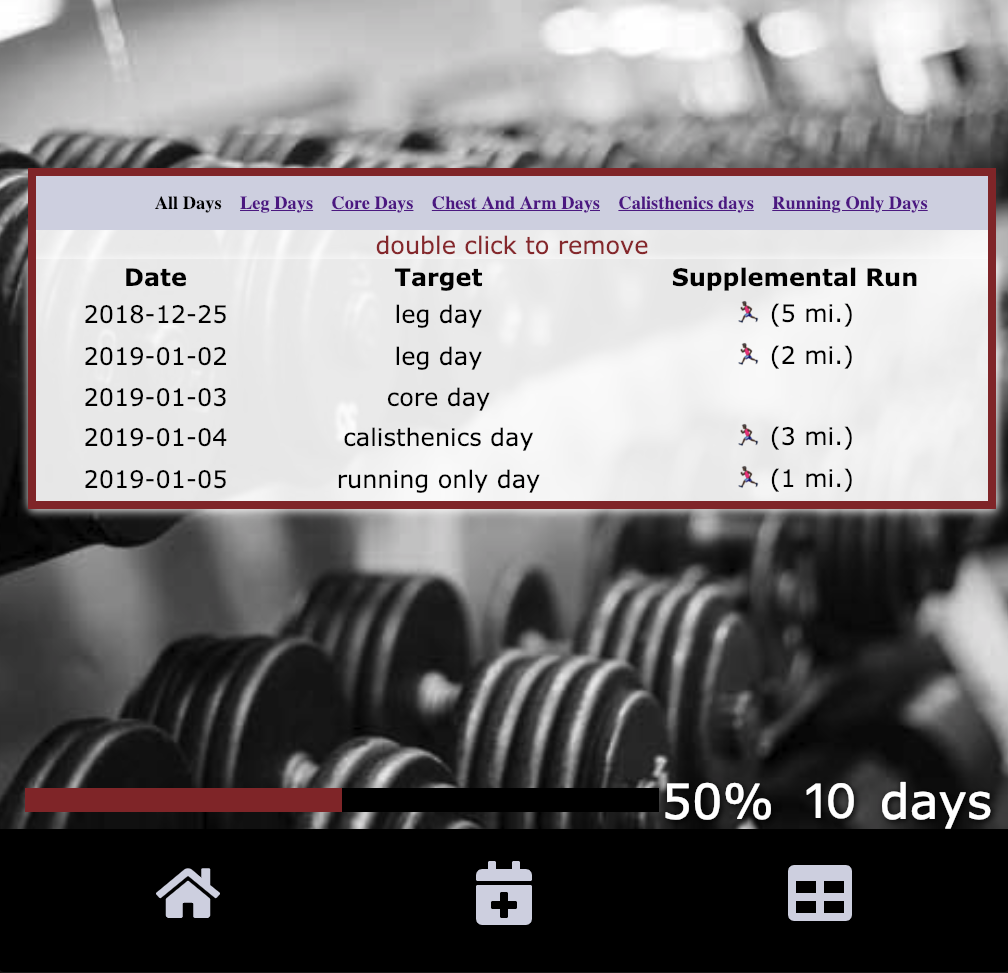 All Days Leg Days Core Days Chest And Arm Days Calisthenics days Running Only Days
double click to remove
Date Target Supplemental Run
2018-12-25 leg day (5 mi.)
2019-01-02 leg day (2 mi.)
2019-01-03 core day
2019-01-04 calisthenics day (3 mi.)
2019-01-05 running only day (1 mi.)
50% 10 days